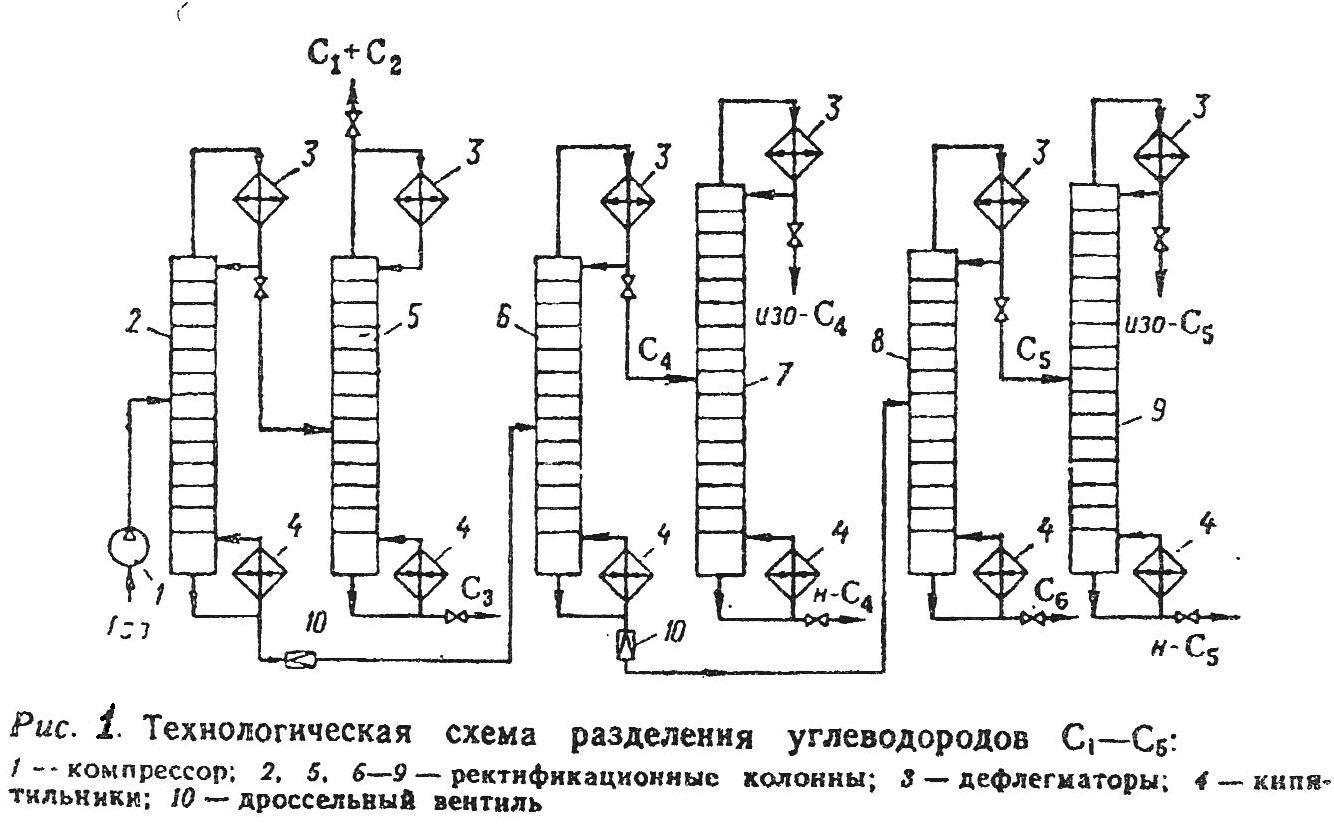 C₁+C₂
3
3
3
3
3
3
2
5
6
7
8
9
C₄
изо-C₄
C₅
изо-C₅
4
4
4
4
4
4
1
10
C₃
10
н-C₄
C₆
н-C₅
Рис. 1. Технологическая схема разделения углеводородов C₁—C₅:
1 -- компрессор; 2, 5, 6—9 — ректификационные колонны; 3 — дефлегматоры; 4 — кипя-
тильники; 10 — дроссельный вентиль